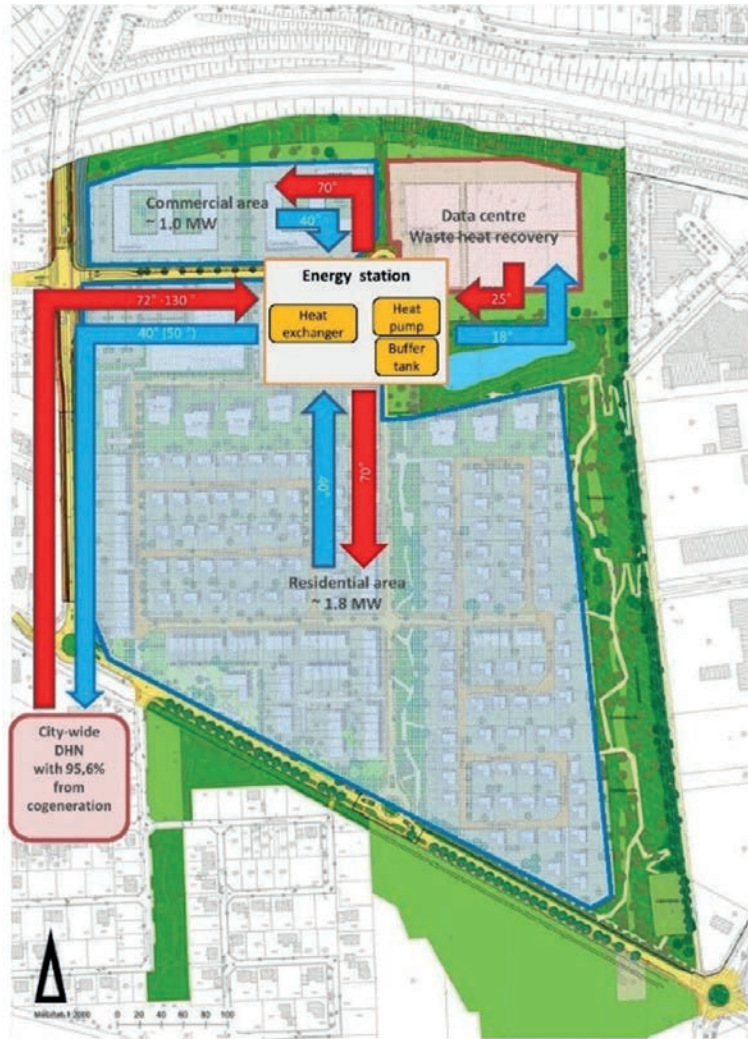 70°
Commercial area
~ 1.0 MW
40°
Data centre
Waste heat recovery
Energy station
Heat
exchanger
Heat
pump
Buffer
tank
72° -130 °
40° (50 °)
25°
18°
40°
70°
Residential area
~ 1.8 MW
City-wide
DHN
with 95,6%
from
cogeneration
0 20 40 60 80 100